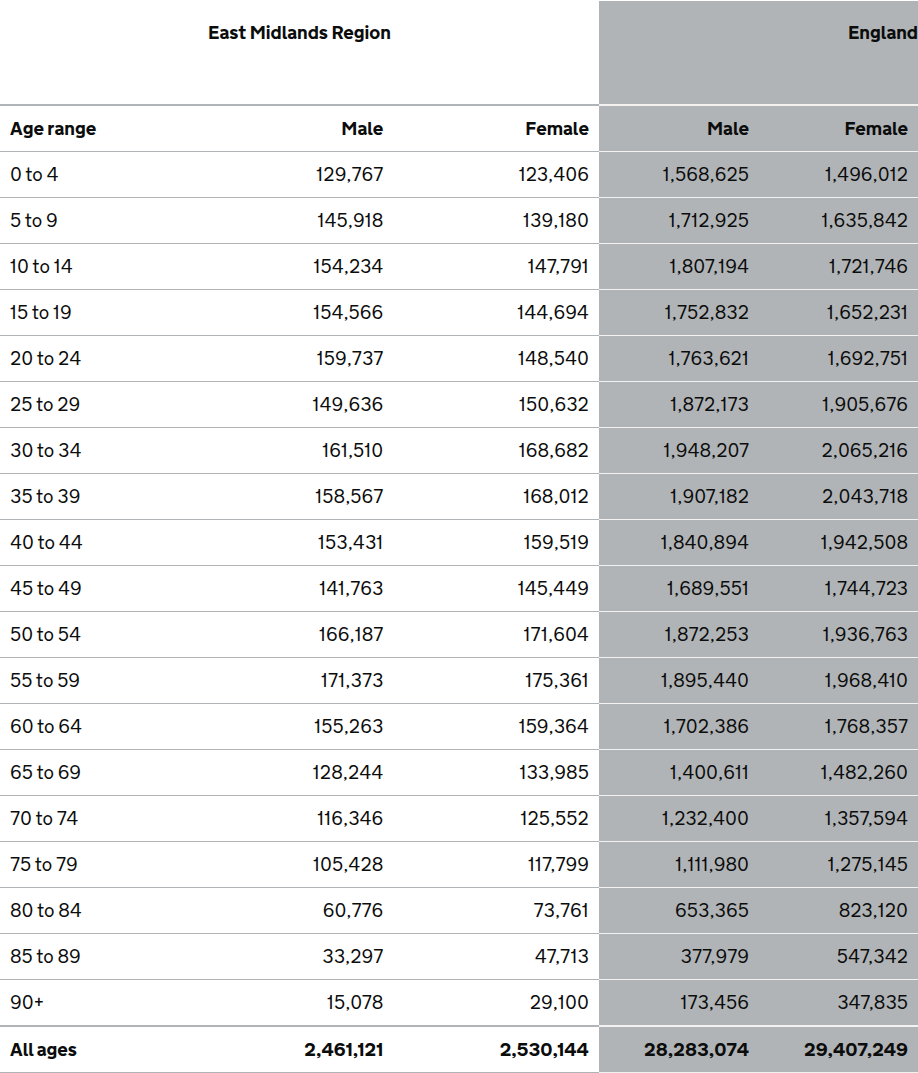 East Midlands Region England
Age range Male Female Male Female
0 to 4 129,767 123,406 1,568,625 1,496,012
5 to 9 145,918 139,180 1,712,925 1,635,842
10 to 14 154,234 147,791 1,807,194 1,721,746
15 to 19 154,566 144,694 1,752,832 1,652,231
20 to 24 159,737 148,540 1,763,621 1,692,751
25 to 29 149,636 150,632 1,872,173 1,905,676
30 to 34 161,510 168,682 1,948,207 2,065,216
35 to 39 158,567 168,012 1,907,182 2,043,718
40 to 44 153,431 159,519 1,840,894 1,942,508
45 to 49 141,763 145,449 1,689,551 1,744,723
50 to 54 166,187 171,604 1,872,253 1,936,763
55 to 59 171,373 175,361 1,895,440 1,968,410
60 to 64 155,263 159,364 1,702,386 1,768,357
65 to 69 128,244 133,985 1,400,611 1,482,260
70 to 74 116,346 125,552 1,232,400 1,357,594
75 to 79 105,428 117,799 1,111,980 1,275,145
80 to 84 60,776 73,761 653,365 823,120
85 to 89 33,297 47,713 377,979 547,342
90+ 15,078 29,100 173,456 347,835
All ages 2,461,121 2,530,144 28,283,074 29,407,249